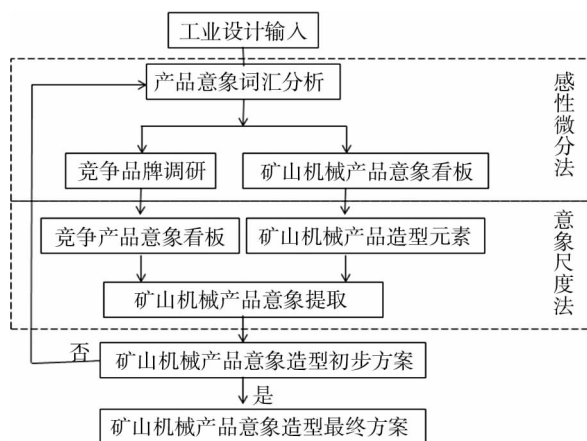 工业设计输入
产品意象词汇分析
竞争品牌调研
矿山机械产品意象看板
感性微分法
竞争产品意象看板
矿山机械产品造型元素
矿山机械产品意象提取
意象尺度法
否
矿山机械产品意象造型初步方案
是
矿山机械产品意象造型最终方案